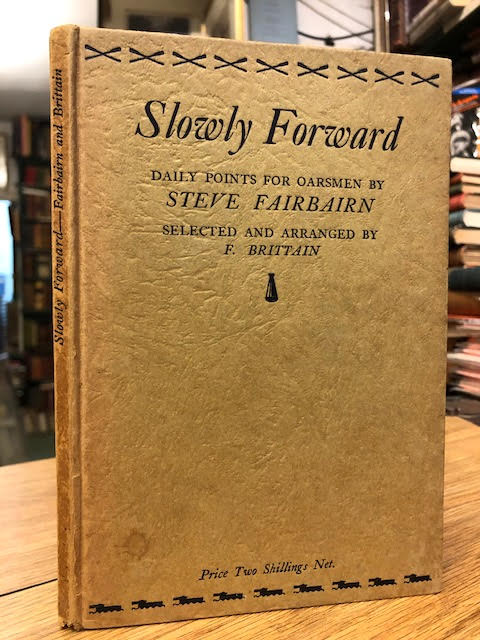 Slowly Forward
DAILY POINTS FOR OARSMEN BY
STEVE FAIRBAIRN
SELECTED AND ARRANGED BY
F. BRITTAIN
Price Two Shillings Net.
Slowly Forward—Fairbairn and Brittain